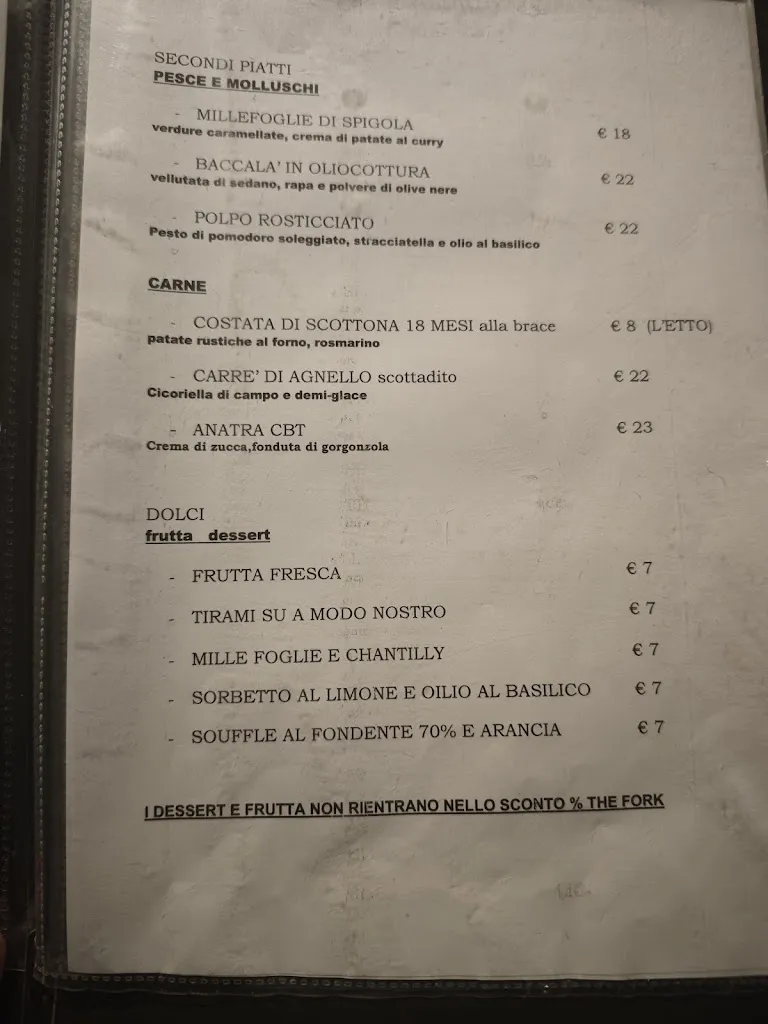 SECONDI PIATTI
PESCE E MOLLUSCHI
- MILLEFOGLIE DI SPIGOLA € 18
verdure caramellate, crema di patate al curry
- BACCALA' IN OLIOCOTTURA € 22
vellutata di sedano, rapa e polvere di olive nere
- POLPO ROSTICCIATO € 22
Pesto di pomodoro soleggiato, stracciatella e olio al basilico
CARNE
- COSTATA DI SCOTTONA 18 MESI alla brace € 8 (L'ETTO)
patate rustiche al forno, rosmarino
- CARRE' DI AGNELLO scottadito € 22
Cicoriella di campo e demi-glace
- ANATRA CBT € 23
Crema di zucca,fonduta di gorgonzola
DOLCI
frutta dessert
- FRUTTA FRESCA € 7
- TIRAMI SU A MODO NOSTRO € 7
- MILLE FOGLIE E CHANTILLY € 7
- SORBETTO AL LIMONE E OILIO AL BASILICO € 7
- SOUFFLE AL FONDENTE 70% E ARANCIA € 7
I DESSERT E FRUTTA NON RIENTRANO NELLO SCONTO % THE FORK